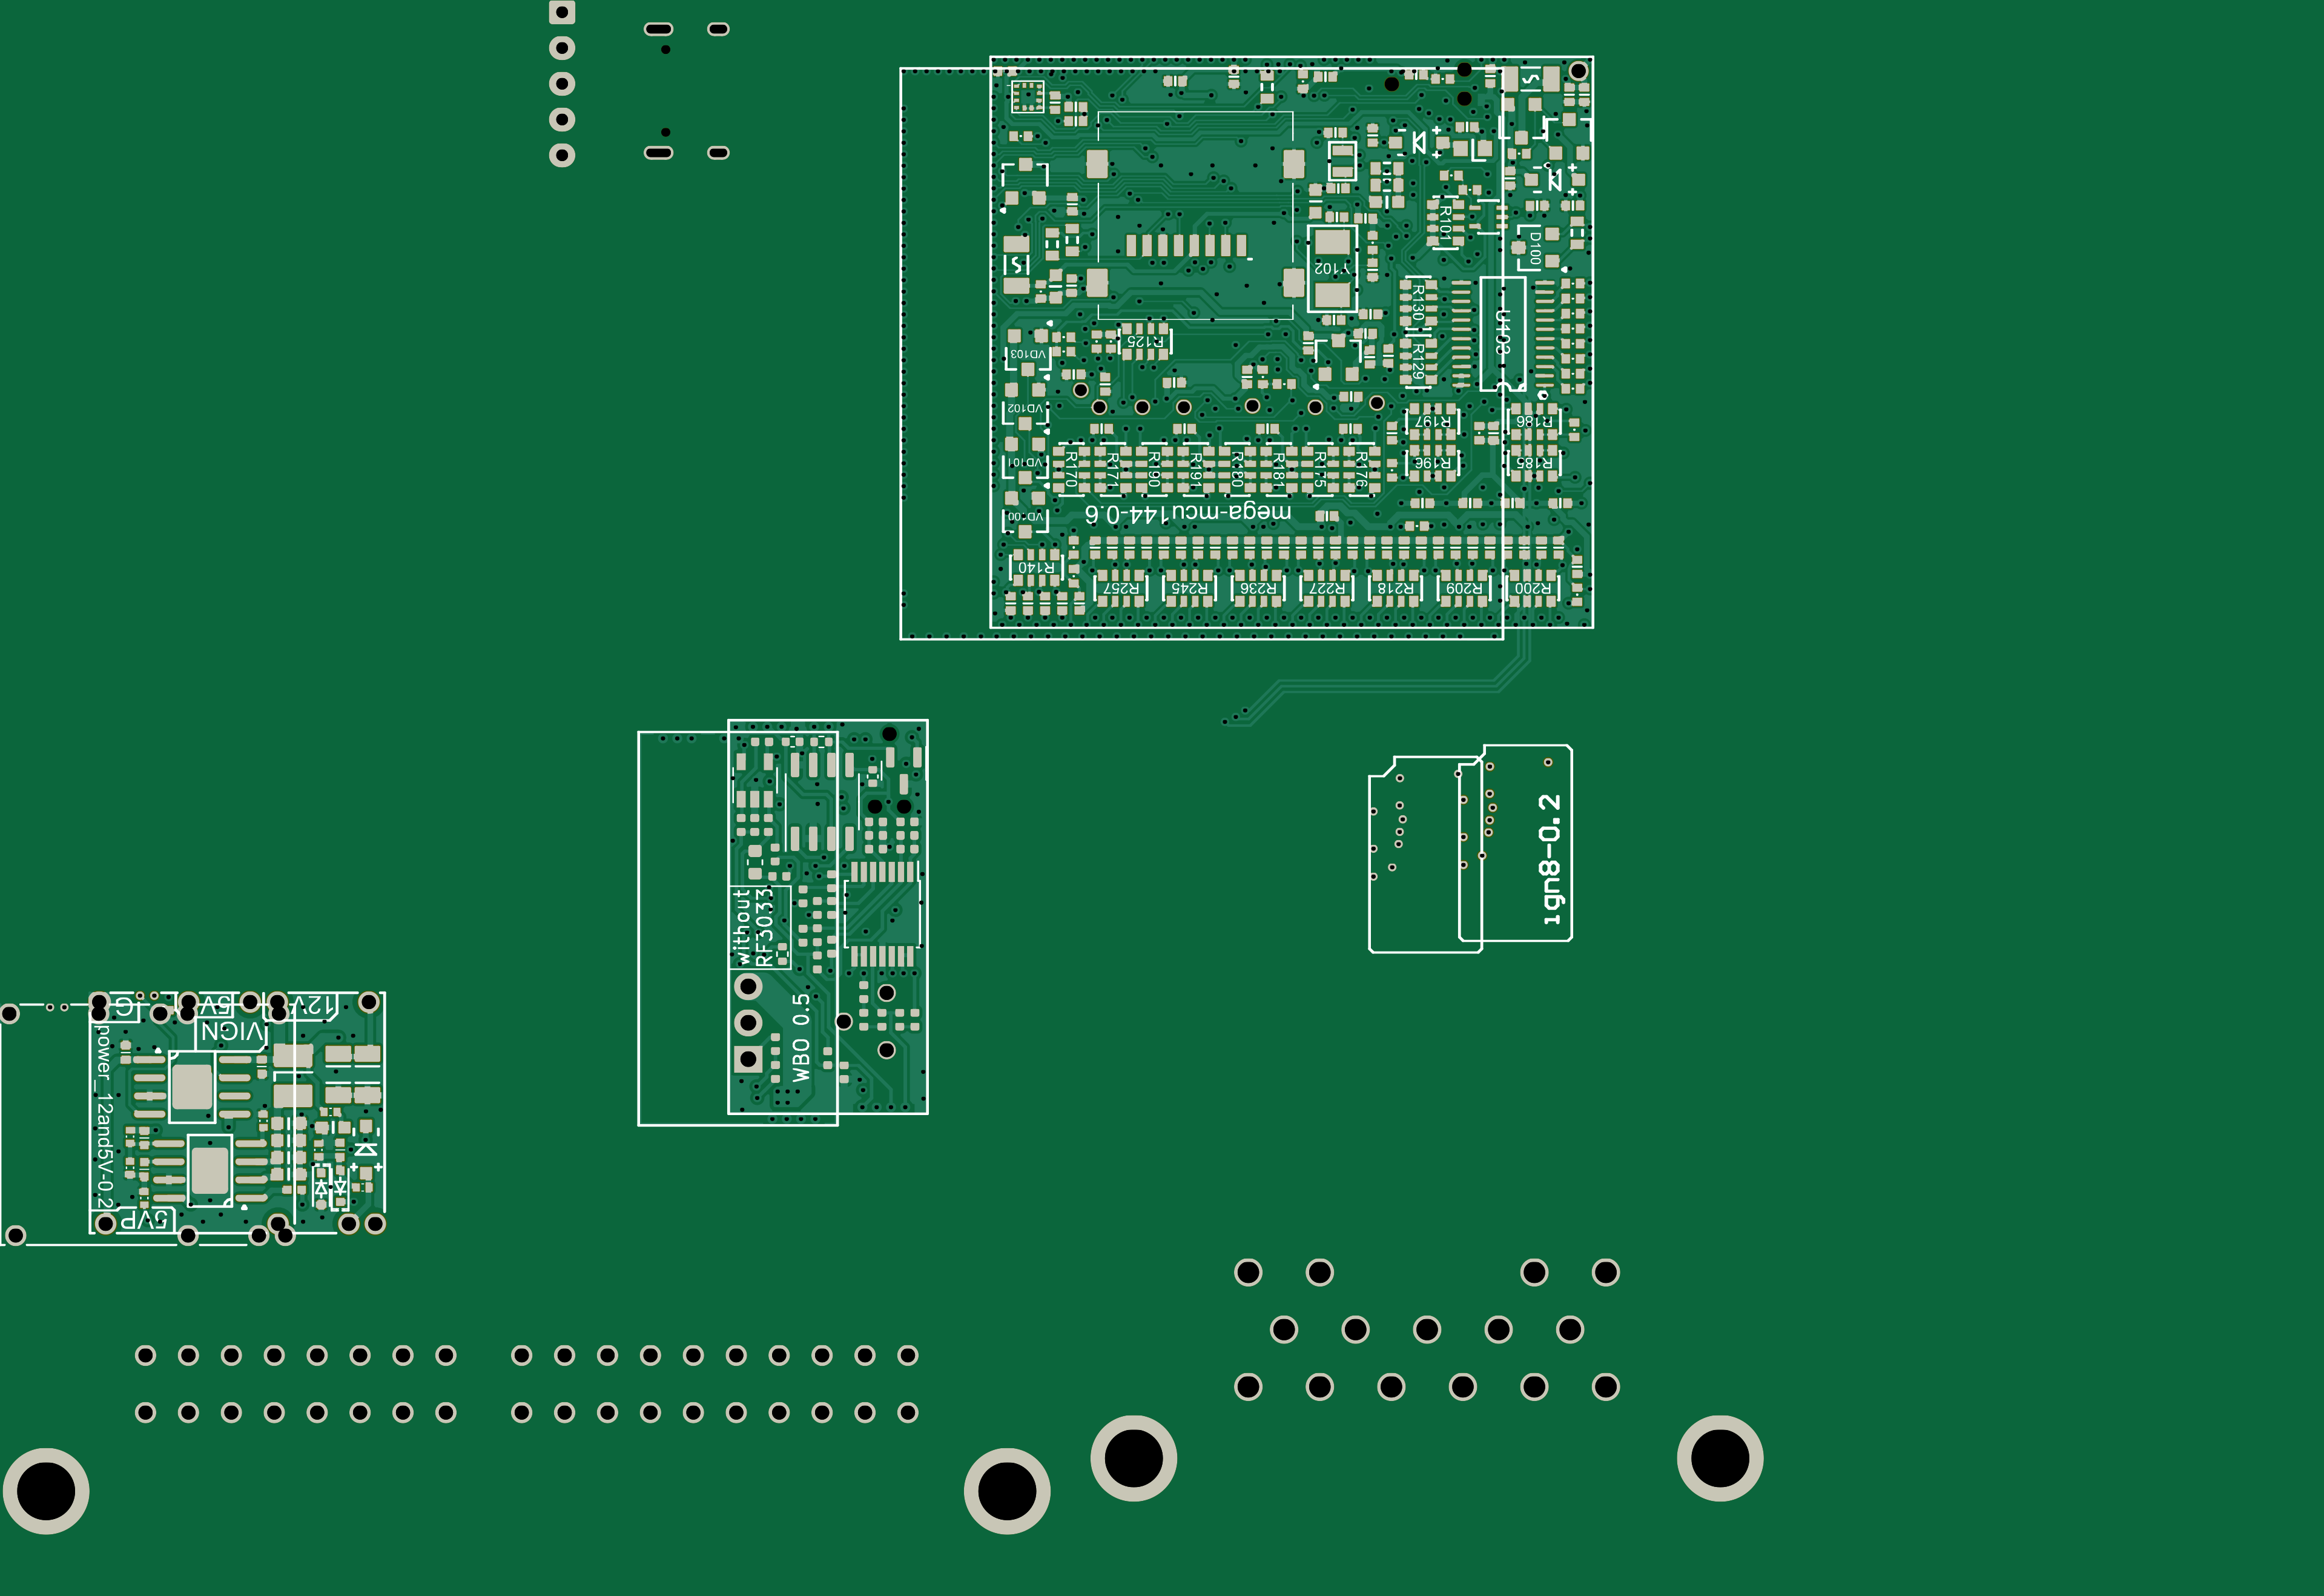 R101
D100
Y102
R130
U103
R129
R125
VD103
VD102
VD101
VD100
R197
R186
R196
R185
R170
R171
R190
R191
R180
R181
R175
R176
mega-mcu144-0.6
R140
R257
R245
R236
R227
R218
R209
R200
ign8-0.2
without
RF3033
WBO 0.5
5V
12v
VIGN
power_12and5V-0.2
5VP